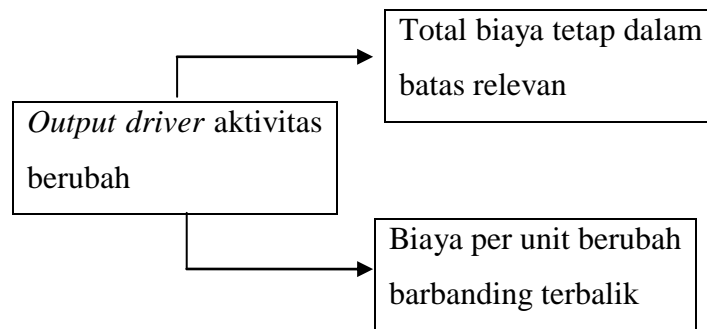 Total biaya tetap dalam
batas relevan
Output driver aktivitas
berubah
Biaya per unit berubah
barbanding terbalik